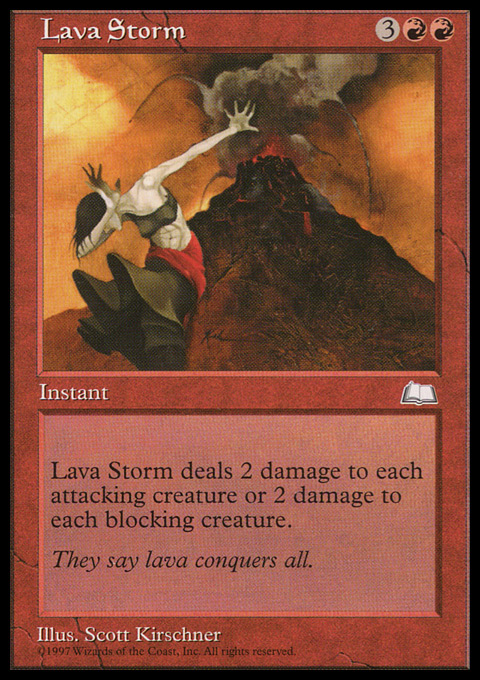 Lava Storm 3
Instant
Lava Storm deals 2 damage to each
attacking creature or 2 damage to
each blocking creature.
They say lava conquers all.
Illus. Scott Kirschner
©1997 Wizards of the Coast, Inc. All rights reserved.